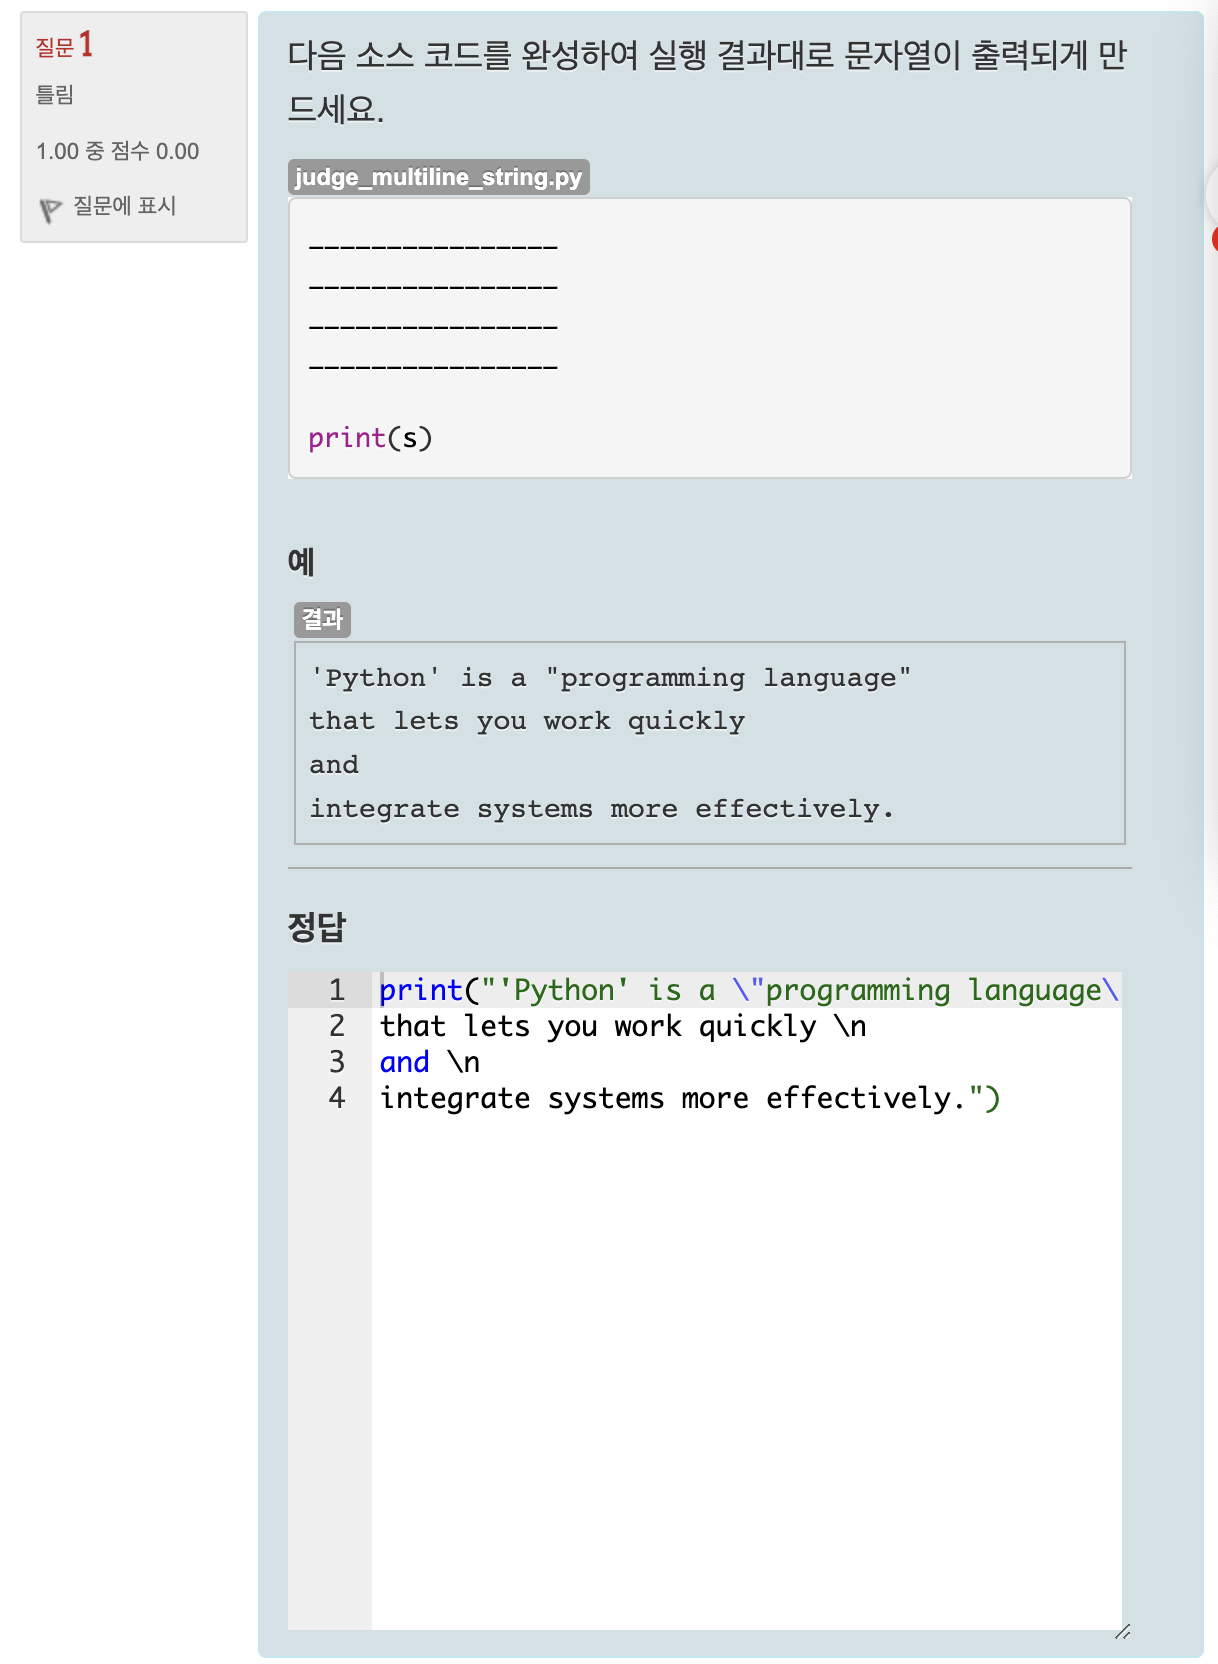 질문 1
틀림
1.00 중 점수 0.00
질문에 표시
다음 소스 코드를 완성하여 실행 결과대로 문자열이 출력되게 만
드세요.
judge_multiline_string.py
________________
________________
________________
________________
print(s)
예
결과
'Python' is a "programming language"
that lets you work quickly
and
integrate systems more effectively.
정답
1 print("'Python' is a \"programming language\
2 that lets you work quickly \n
3 and \n
4 integrate systems more effectively.")